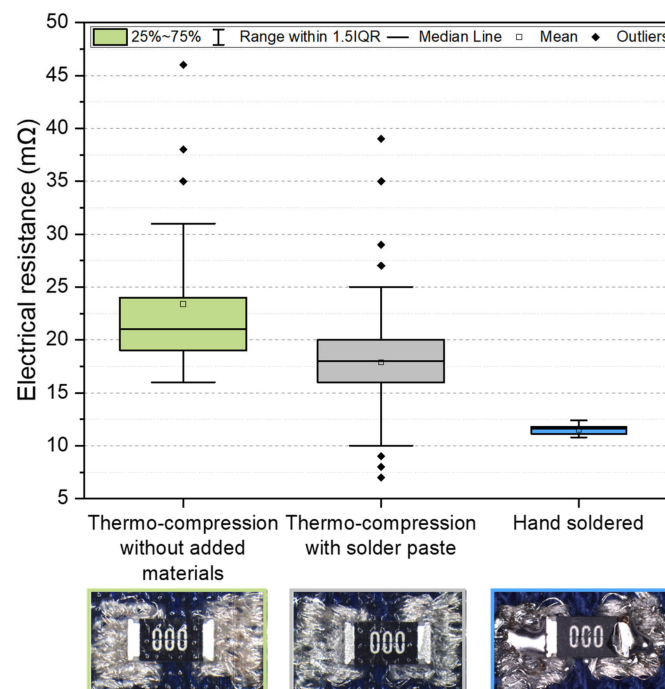 50
25%~75% Range within 1.5IQR Median Line Mean Outliers
45
40
35
30
25
20
15
10
5
Electrical resistance (mΩ)
Thermo-compression
without added
materials
Thermo-compression
with solder paste
Hand soldered
000
000
000